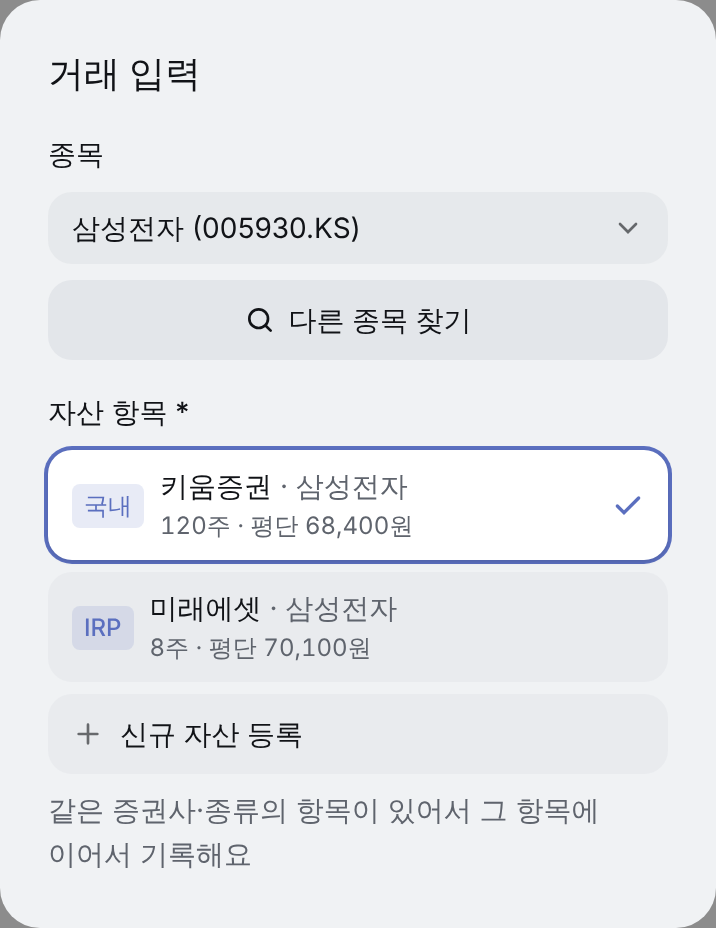 거래 입력
종목
삼성전자 (005930.KS)
다른 종목 찾기
자산 항목 *
국내
키움증권 · 삼성전자
120주 · 평단 68,400원
IRP
미래에셋 · 삼성전자
8주 · 평단 70,100원
신규 자산 등록
같은 증권사·종류의 항목이 있어서 그 항목에
이어서 기록해요